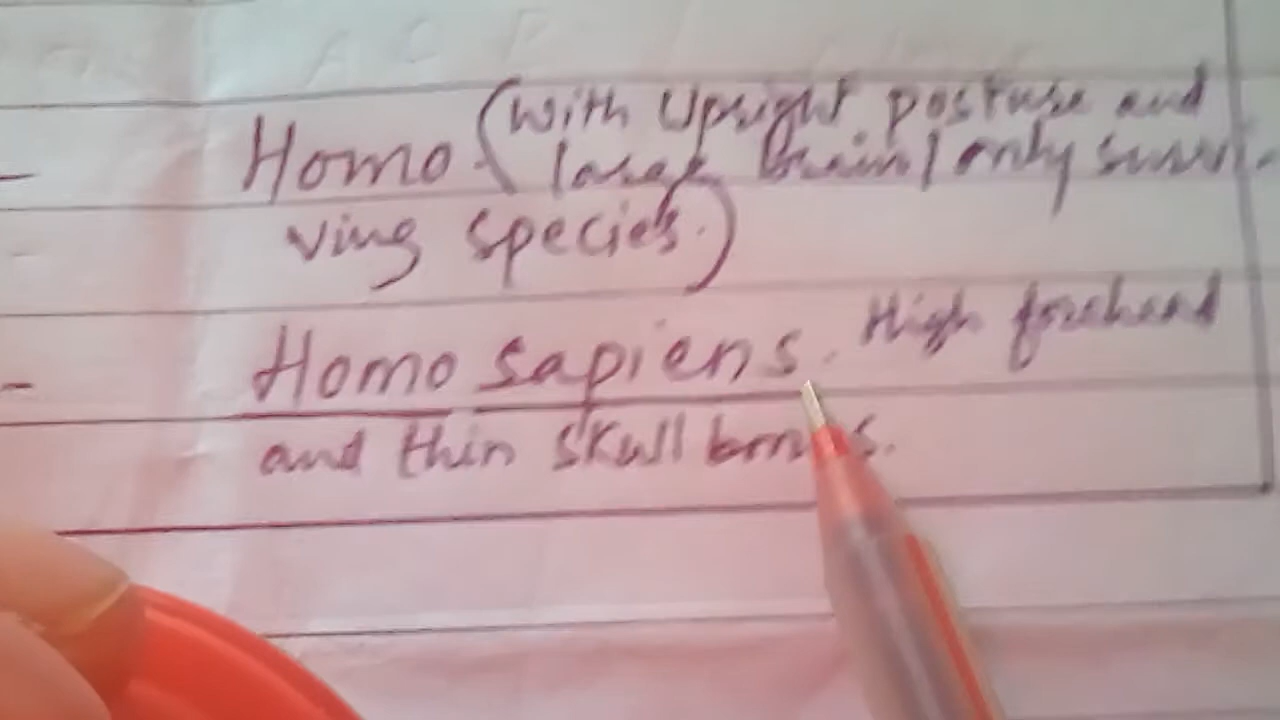 Homo (with Upright posture and
large brain/only survi-
ving species.)
Homo sapiens. High forehead
and thin skull bones.